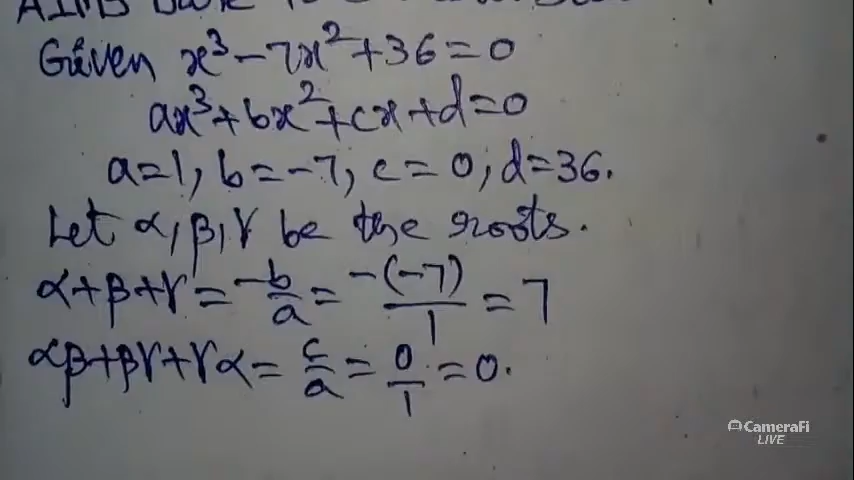 Given x³ - 7x² + 36 = 0
ax³ + bx² + cx + d = 0
a = 1, b = -7, c = 0, d = 36.
Let α, β, γ be the roots.
α + β + γ = -b/a = -(-7)/1 = 7
αβ + βγ + γα = c/a = 0/1 = 0.
CameraFi
LIVE